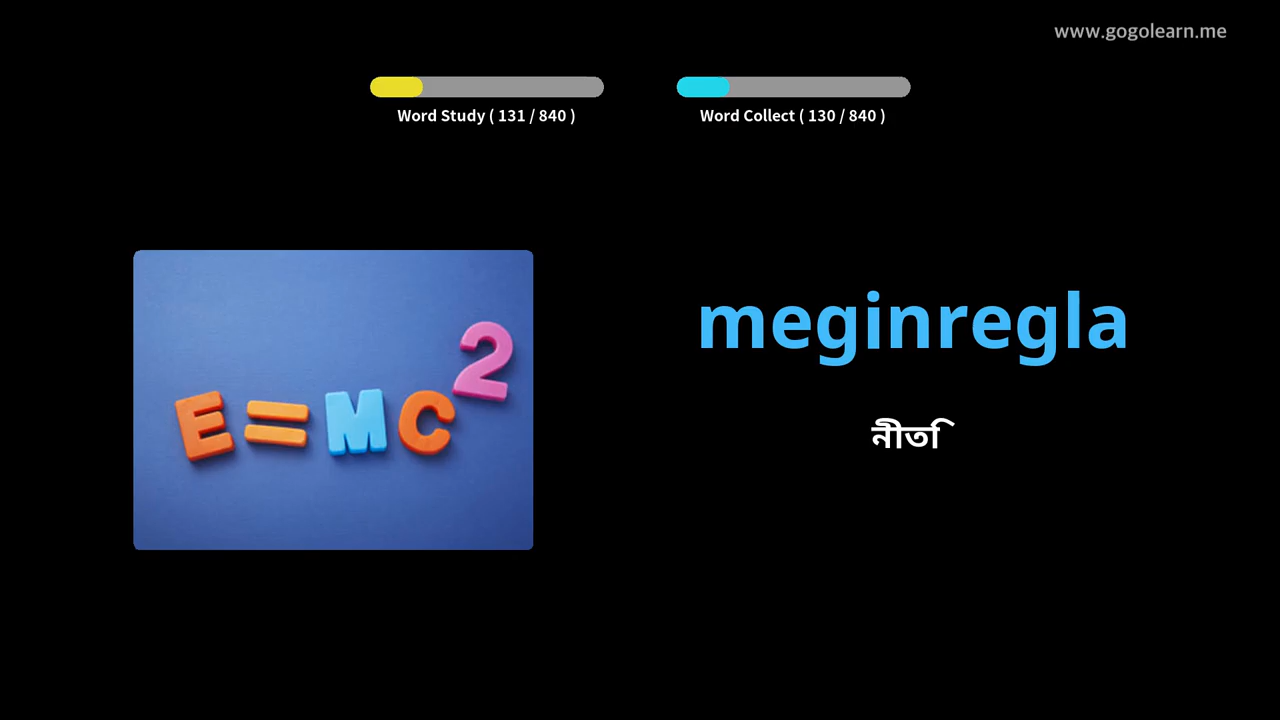 www.gogolearn.me
Word Study ( 131 / 840 )
Word Collect ( 130 / 840 )
E=MC2
meginregla
নীতি